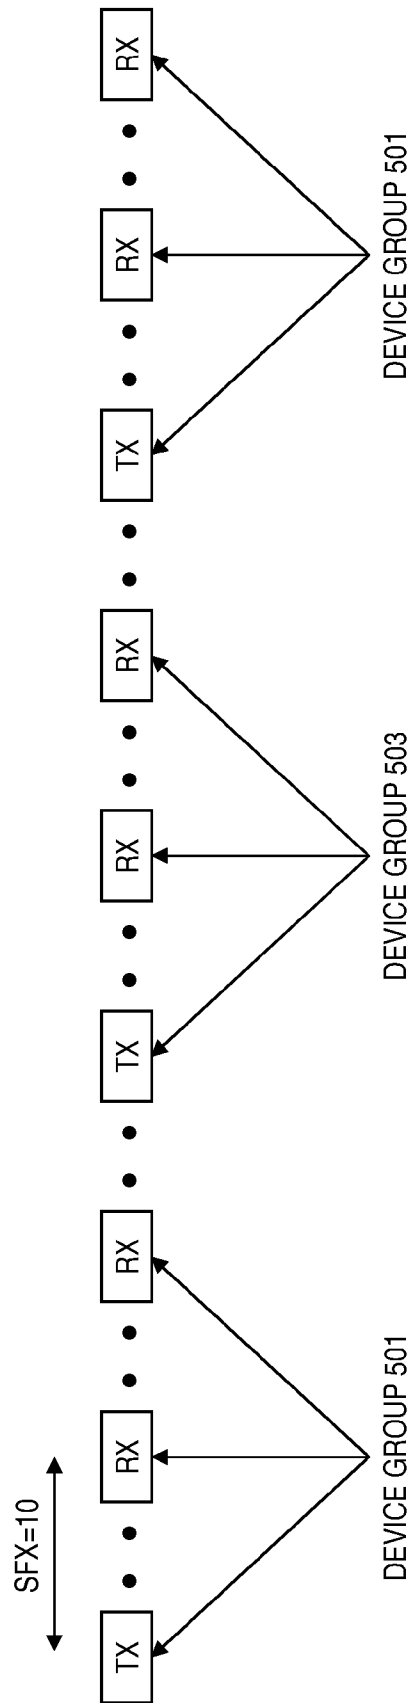 SFX=10
TX
RX
RX
TX
RX
RX
TX
RX
RX
DEVICE GROUP 501
DEVICE GROUP 503
DEVICE GROUP 501